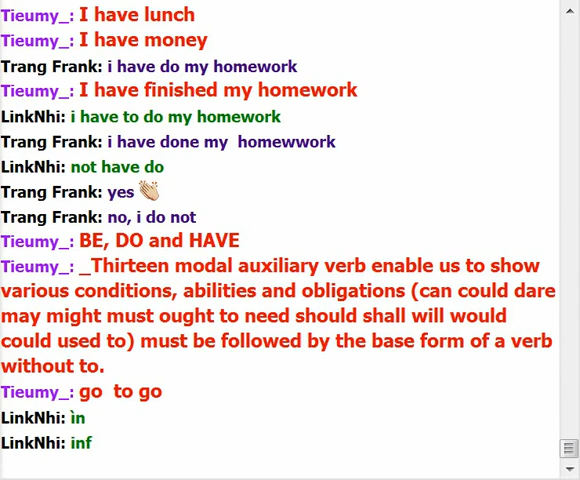 Tieumy_: I have lunch
Tieumy_: I have money
Trang Frank: i have do my homework
Tieumy_: I have finished my homework
LinkNhi: i have to do my homework
Trang Frank: i have done my  homewwork
LinkNhi: not have do
Trang Frank: yes 👏
Trang Frank: no, i do not
Tieumy_: BE, DO and HAVE
Tieumy_: _Thirteen modal auxiliary verb enable us to show
various conditions, abilities and obligations (can could dare
may might must ought to need should shall will would
could used to) must be followed by the base form of a verb
without to.
Tieumy_: go  to go
LinkNhi: ìn
LinkNhi: inf